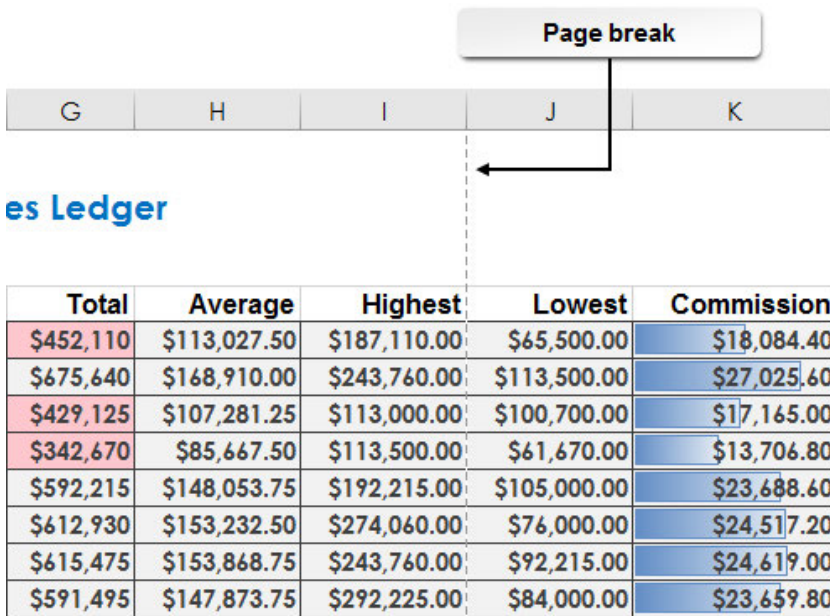 Page break
G H I J K
es Ledger
Total Average Highest Lowest Commission
$452,110 $113,027.50 $187,110.00 $65,500.00 $18,084.40
$675,640 $168,910.00 $243,760.00 $113,500.00 $27,025.60
$429,125 $107,281.25 $113,000.00 $100,700.00 $17,165.00
$342,670 $85,667.50 $113,500.00 $61,670.00 $13,706.80
$592,215 $148,053.75 $192,215.00 $105,000.00 $23,688.60
$612,930 $153,232.50 $274,060.00 $76,000.00 $24,517.20
$615,475 $153,868.75 $243,760.00 $92,215.00 $24,619.00
$591,495 $147,873.75 $292,225.00 $84,000.00 $23,659.80